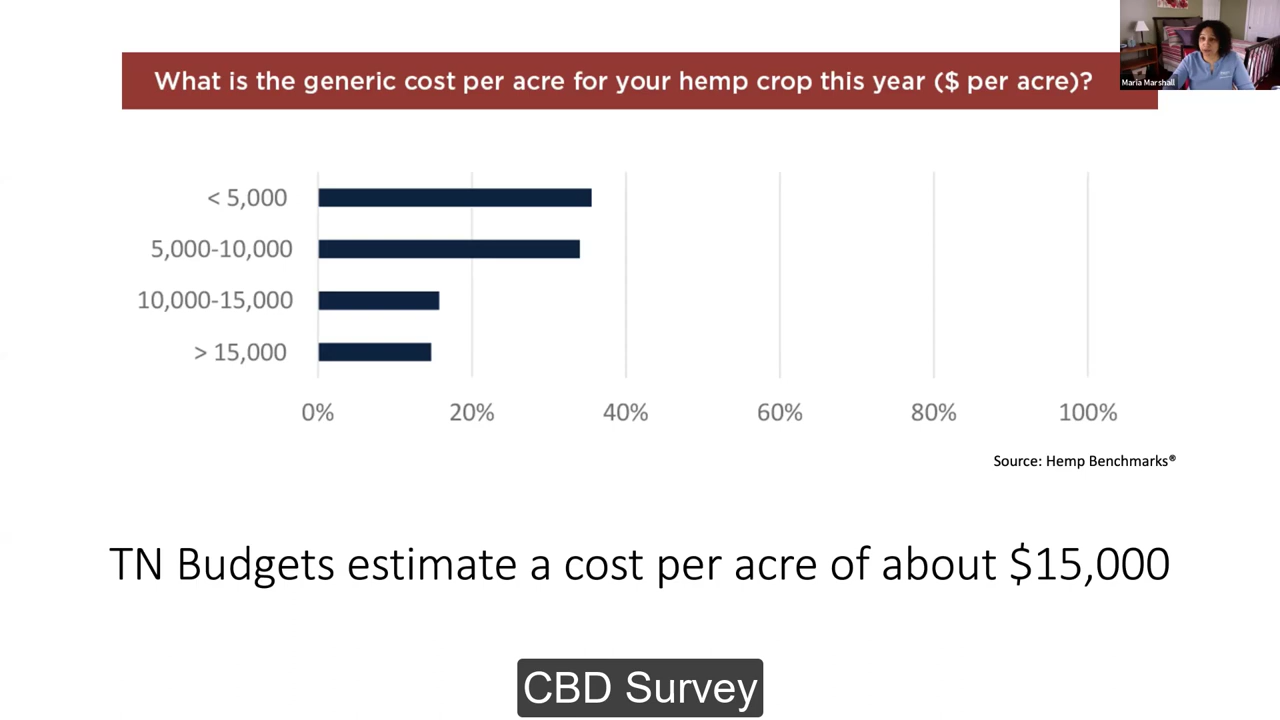 What is the generic cost per acre for your hemp crop this year ($ per acre)?
Maria Marshall
< 5,000
5,000-10,000
10,000-15,000
> 15,000
0% 20% 40% 60% 80% 100%
Source: Hemp Benchmarks®
TN Budgets estimate a cost per acre of about $15,000
CBD Survey